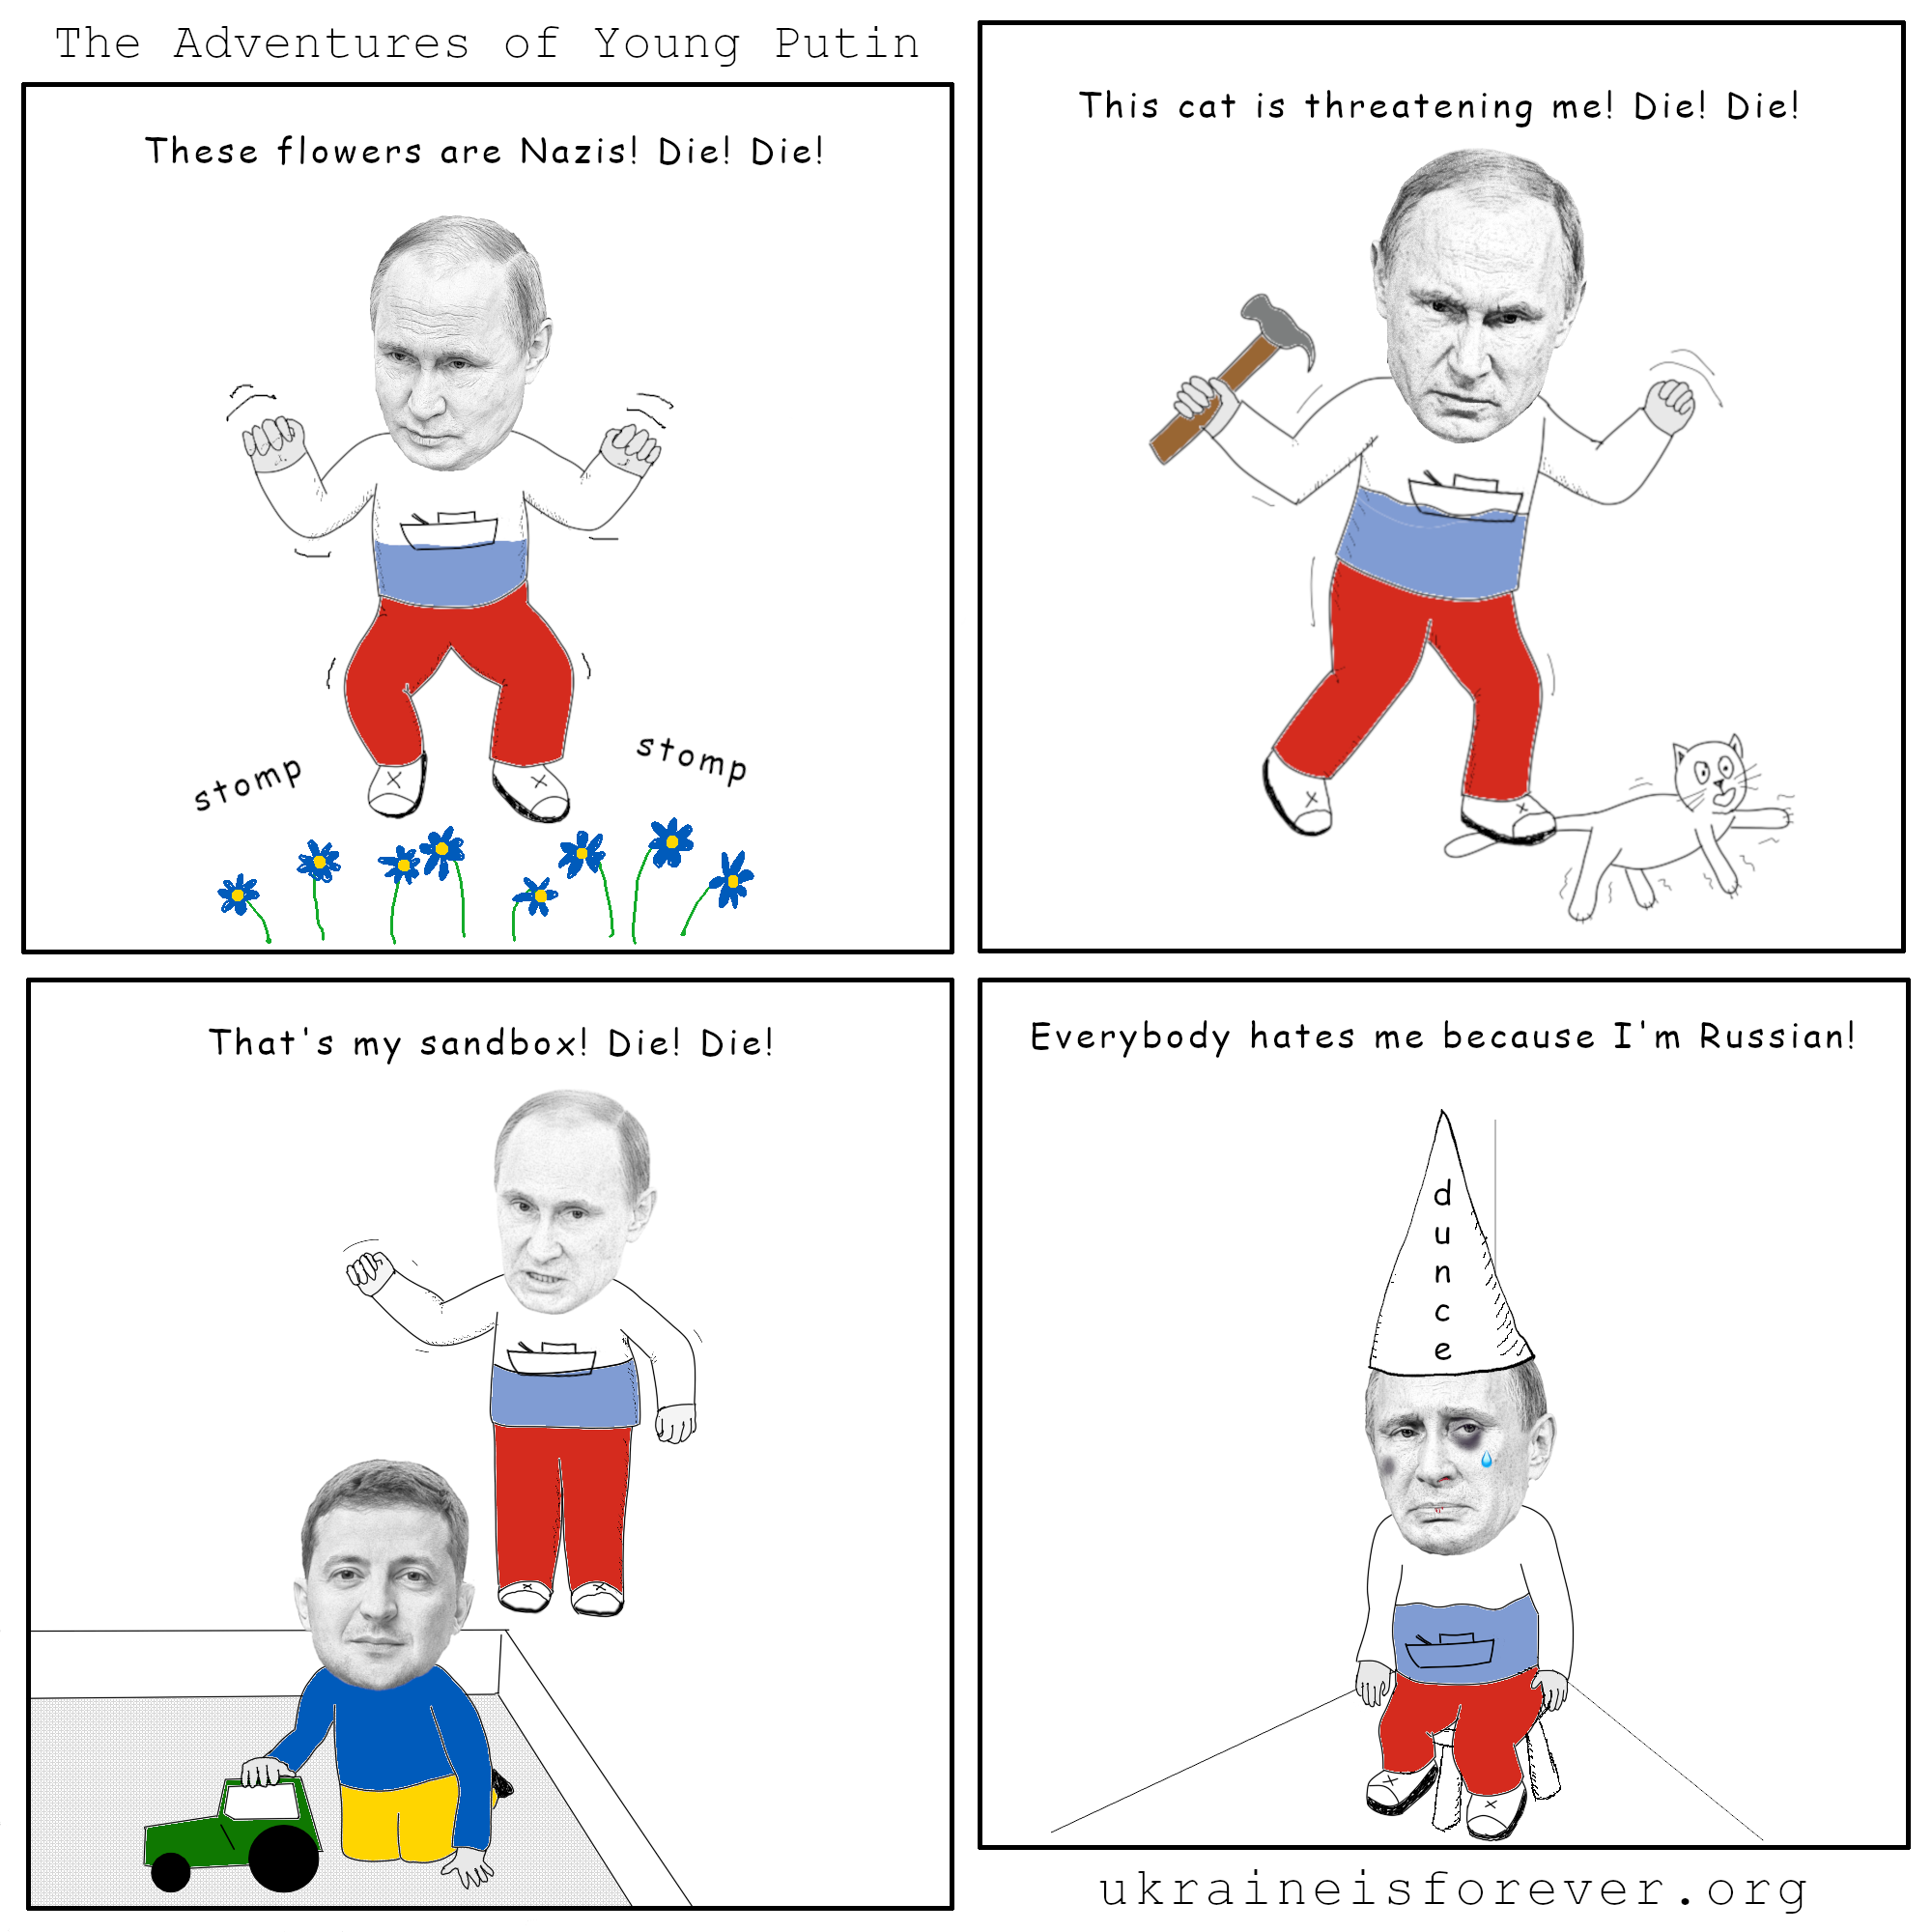 The Adventures of Young Putin
These flowers are Nazis! Die! Die!
stomp
stomp
This cat is threatening me! Die! Die!
That's my sandbox! Die! Die!
Everybody hates me because I'm Russian!
dunce
ukraineisforever.org